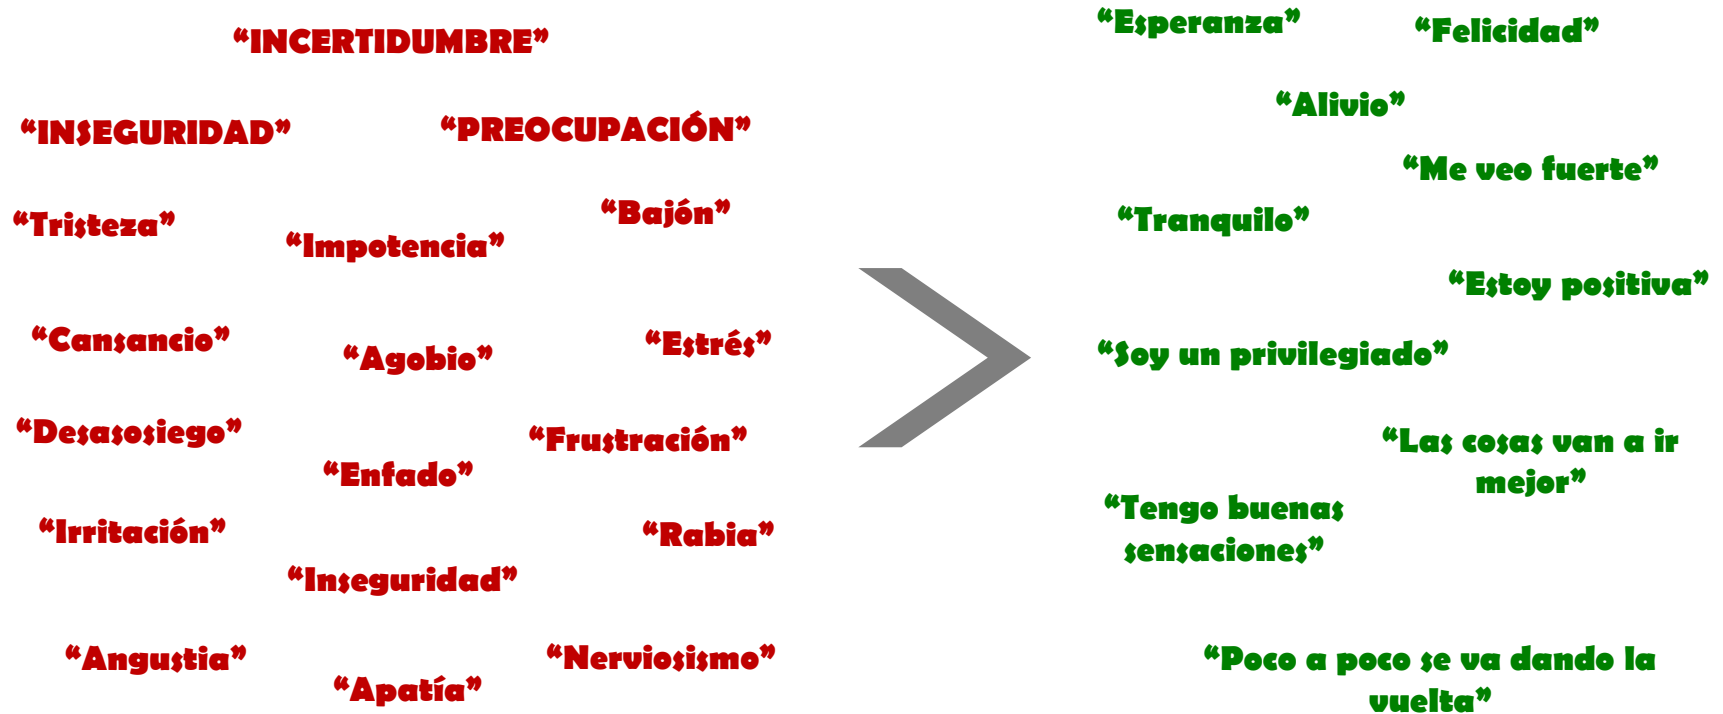 “INCERTIDUMBRE”
“INSEGURIDAD”
“PREOCUPACIÓN”
“Tristeza”
“Impotencia”
“Bajón”
“Cansancio”
“Agobio”
“Estrés”
“Desasosiego”
“Enfado”
“Frustración”
“Irritación”
“Inseguridad”
“Rabia”
“Angustia”
“Apatía”
“Nerviosismo”
“Esperanza”
“Felicidad”
“Alivio”
“Me veo fuerte”
“Tranquilo”
“Estoy positiva”
“Soy un privilegiado”
“Las cosas van a ir
mejor”
“Tengo buenas
sensaciones”
“Poco a poco se va dando la
vuelta”